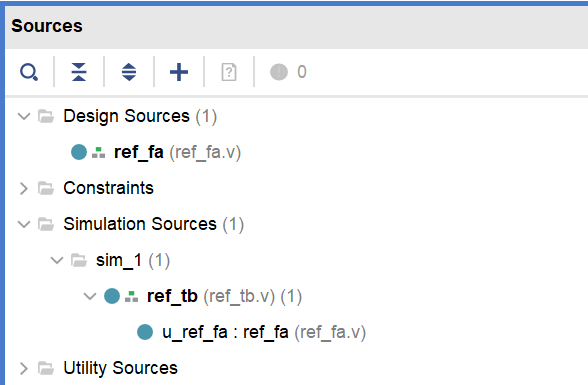 Sources
0
Design Sources (1)
ref_fa (ref_fa.v)
Constraints
Simulation Sources (1)
sim_1 (1)
ref_tb (ref_tb.v) (1)
u_ref_fa : ref_fa (ref_fa.v)
Utility Sources